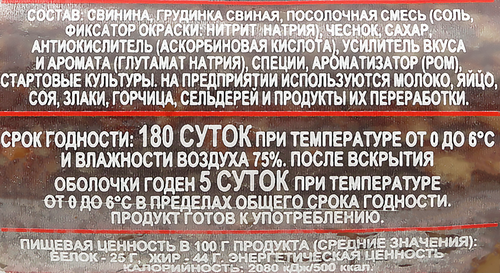 СОСТАВ: СВИНИНА, ГРУДИНКА СВИНАЯ, ПОСОЛОЧНАЯ СМЕСЬ (СОЛЬ,
ФИКСАТОР ОКРАСКИ: НИТРИТ НАТРИЯ), ЧЕСНОК, САХАР,
АНТИОКИСЛИТЕЛЬ (АСКОРБИНОВАЯ КИСЛОТА), УСИЛИТЕЛЬ ВКУСА
И АРОМАТА (ГЛУТАМАТ НАТРИЯ), СПЕЦИИ, АРОМАТИЗАТОР (РОМ),
СТАРТОВЫЕ КУЛЬТУРЫ. НА ПРЕДПРИЯТИИ ИСПОЛЬЗУЮТСЯ МОЛОКО, ЯЙЦО,
СОЯ, ЗЛАКИ, ГОРЧИЦА, СЕЛЬДЕРЕЙ И ПРОДУКТЫ ИХ ПЕРЕРАБОТКИ.
СРОК ГОДНОСТИ: 180 СУТОК ПРИ ТЕМПЕРАТУРЕ ОТ 0 ДО 6°С
И ВЛАЖНОСТИ ВОЗДУХА 75%. ПОСЛЕ ВСКРЫТИЯ
ОБОЛОЧКИ ГОДЕН 5 СУТОК ПРИ ТЕМПЕРАТУРЕ
ОТ 0 ДО 6°С В ПРЕДЕЛАХ ОБЩЕГО СРОКА ГОДНОСТИ.
ПРОДУКТ ГОТОВ К УПОТРЕБЛЕНИЮ.
ПИЩЕВАЯ ЦЕННОСТЬ В 100 Г ПРОДУКТА (СРЕДНИЕ ЗНАЧЕНИЯ):
БЕЛОК - 25 Г, ЖИР - 44 Г. ЭНЕРГЕТИЧЕСКАЯ ЦЕННОСТЬ
(КАЛОРИЙНОСТЬ: 2080 кДж/500 ккал.